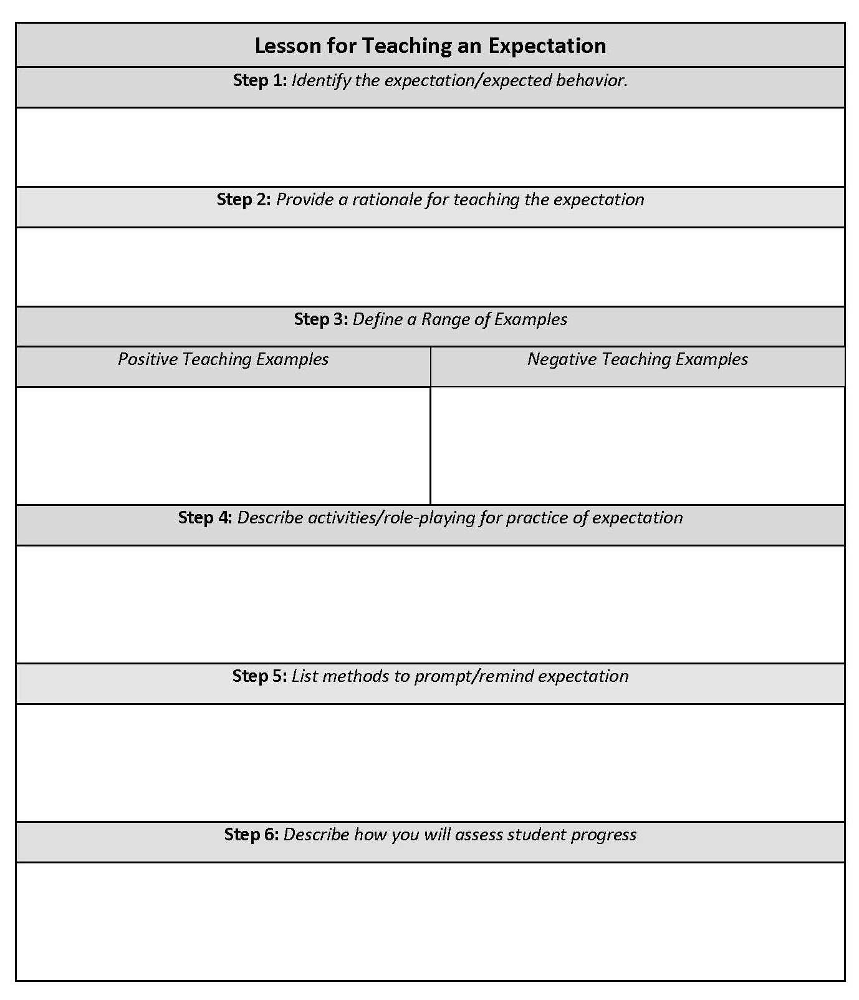 Lesson for Teaching an Expectation
Step 1: Identify the expectation/expected behavior.
Step 2: Provide a rationale for teaching the expectation
Step 3: Define a Range of Examples
Positive Teaching Examples
Negative Teaching Examples
Step 4: Describe activities/role-playing for practice of expectation
Step 5: List methods to prompt/remind expectation
Step 6: Describe how you will assess student progress